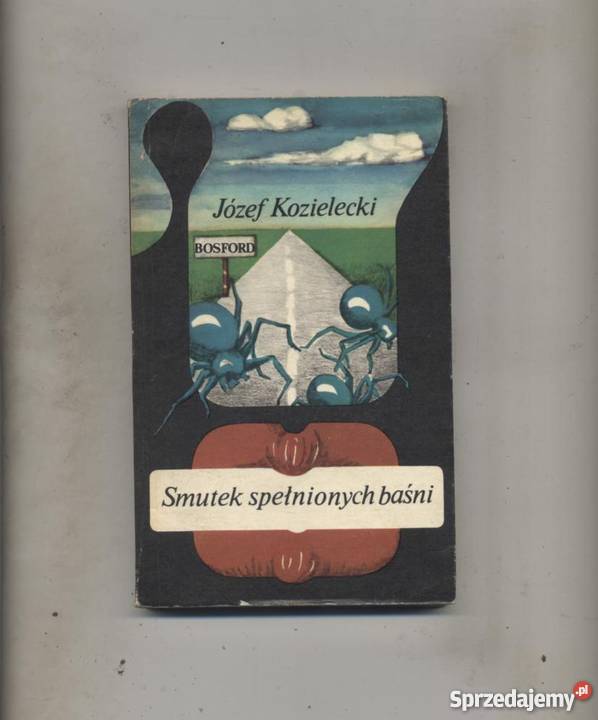 Józef Kozielecki
BOSFORD
Smutek spełnionych baśni
Sprzedajemy.pl